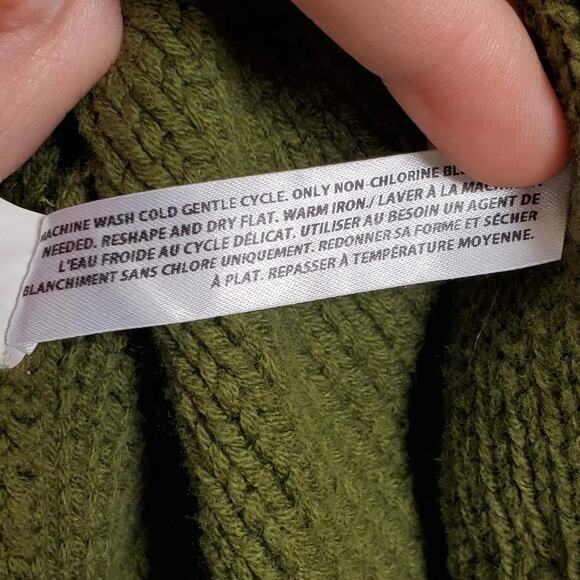 MACHINE WASH COLD GENTLE CYCLE. ONLY NON-CHLORINE
NEEDED. RESHAPE AND DRY FLAT. WARM IRON./ LAVER À LA
L'EAU FROIDE AU CYCLE DÉLICAT. UTILISER AU BESOIN UN AGENT DE
BLANCHIMENT SANS CHLORE UNIQUEMENT. REDONNER SA FORME ET SÉCHER
À PLAT. REPASSER À TEMPÉRATURE MOYENNE.